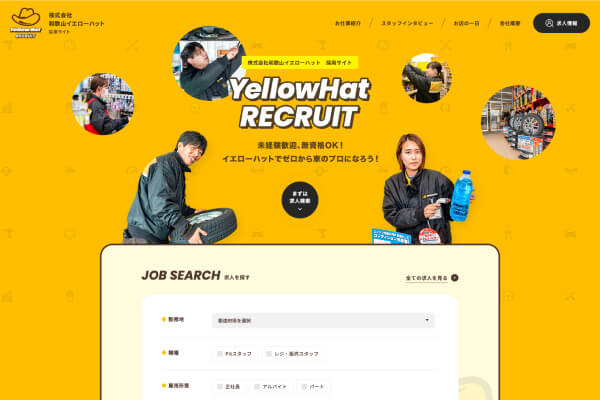 YellowHat
RECRUIT
株式会社
和歌山イエローハット
採用サイト
お仕事紹介
スタッフインタビュー
お店の一日
会社概要
求人情報
株式会社和歌山イエローハット 採用サイト
YellowHat
RECRUIT
未経験歓迎、無資格OK！
イエローハットでゼロから車のプロになろう！
まずは
求人検索
JOB SEARCH 求人を探す
全ての求人を見る
勤務地
都道府県を選択
職種
Pitスタッフ
レジ・販売スタッフ
雇用形態
正社員
アルバイト
パート